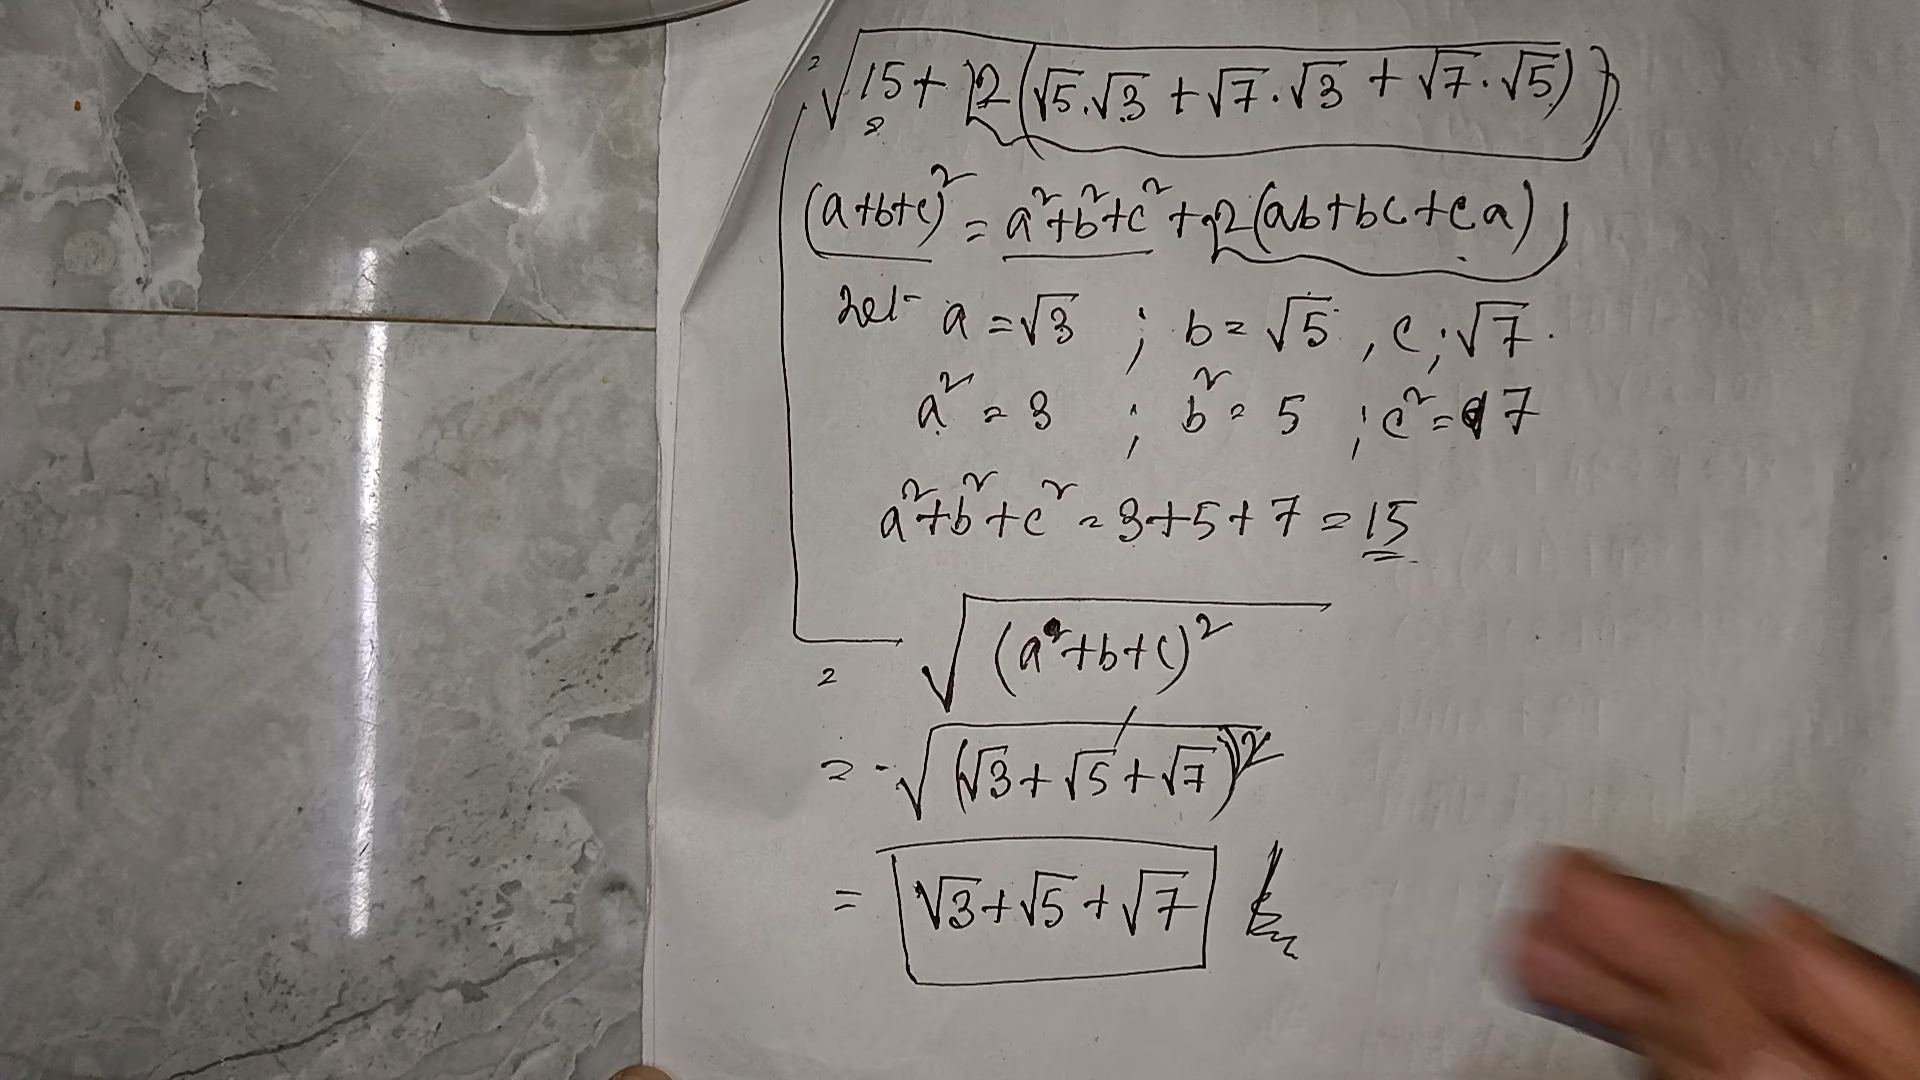 = √15 + 2(√5.√3 + √7.√3 + √7.√5)
(a+b+c)² = a²+b²+c² + 2(ab+bc+ca)
Let a = √3 ; b = √5 , c ; √7.
a² = 3 ; b² = 5 ; c² = 7
a²+b²+c² = 3+5+7 = 15
= √(a+b+c)²
= √(√3+√5+√7)²
= √3+√5+√7